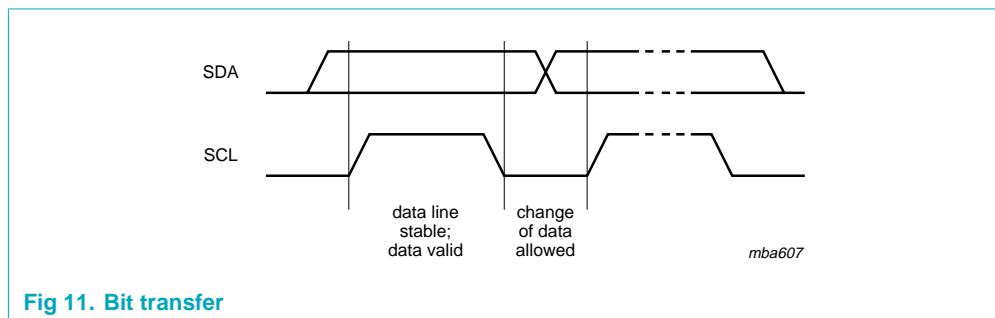 SDA
SCL
data line
stable;
data valid
change
of data
allowed
mba607
Fig 11. Bit transfer